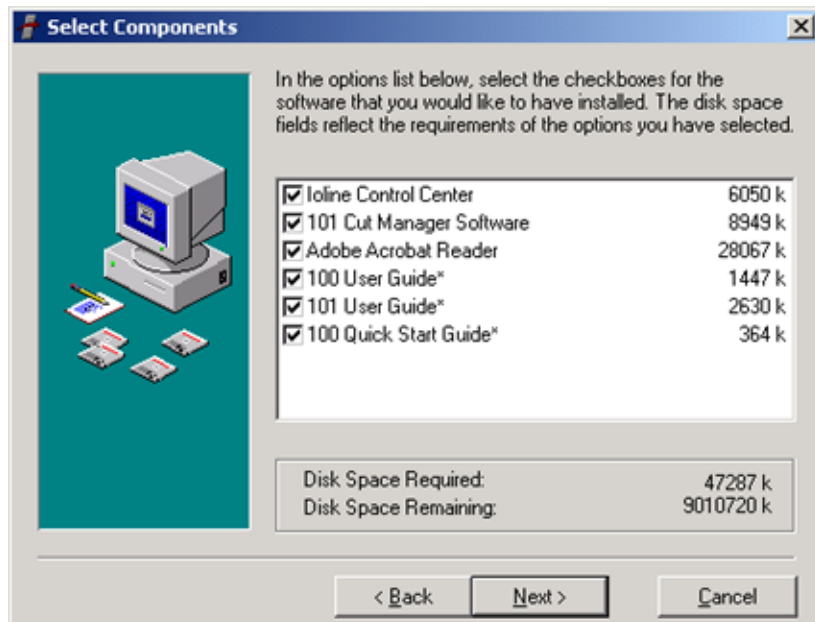 Select Components
In the options list below, select the checkboxes for the
software that you would like to have installed. The disk space
fields reflect the requirements of the options you have selected.
Ioline Control Center 6050 k
101 Cut Manager Software 8949 k
Adobe Acrobat Reader 28067 k
100 User Guide* 1447 k
101 User Guide* 2630 k
100 Quick Start Guide* 364 k
Disk Space Required: 47287 k
Disk Space Remaining: 9010720 k
< Back Next > Cancel